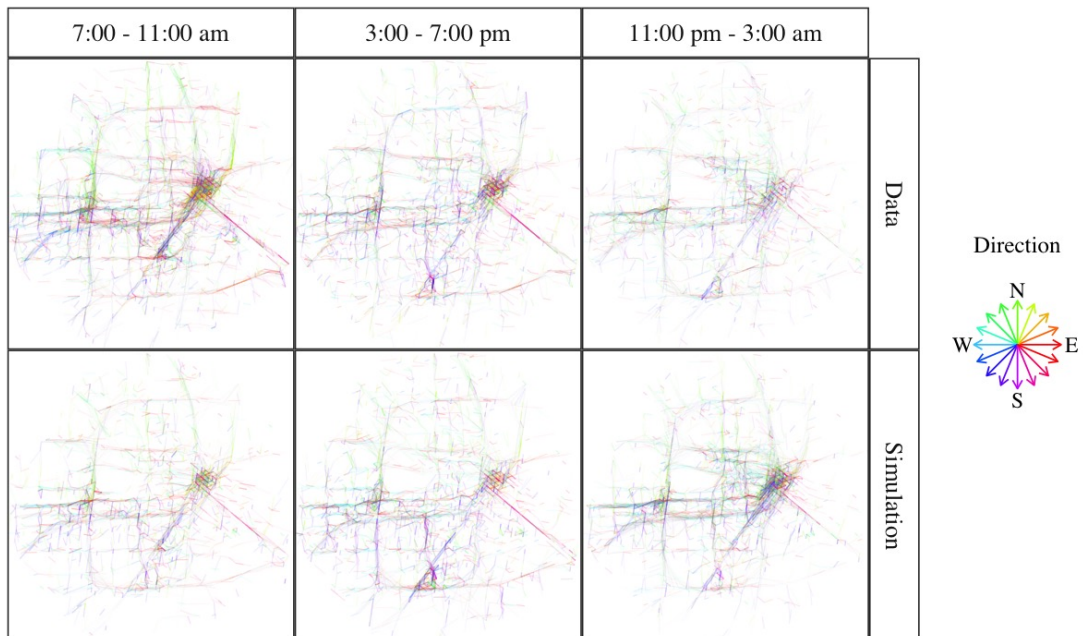 7:00 - 11:00 am
3:00 - 7:00 pm
11:00 pm - 3:00 am
Data
Simulation
Direction
N
W
E
S